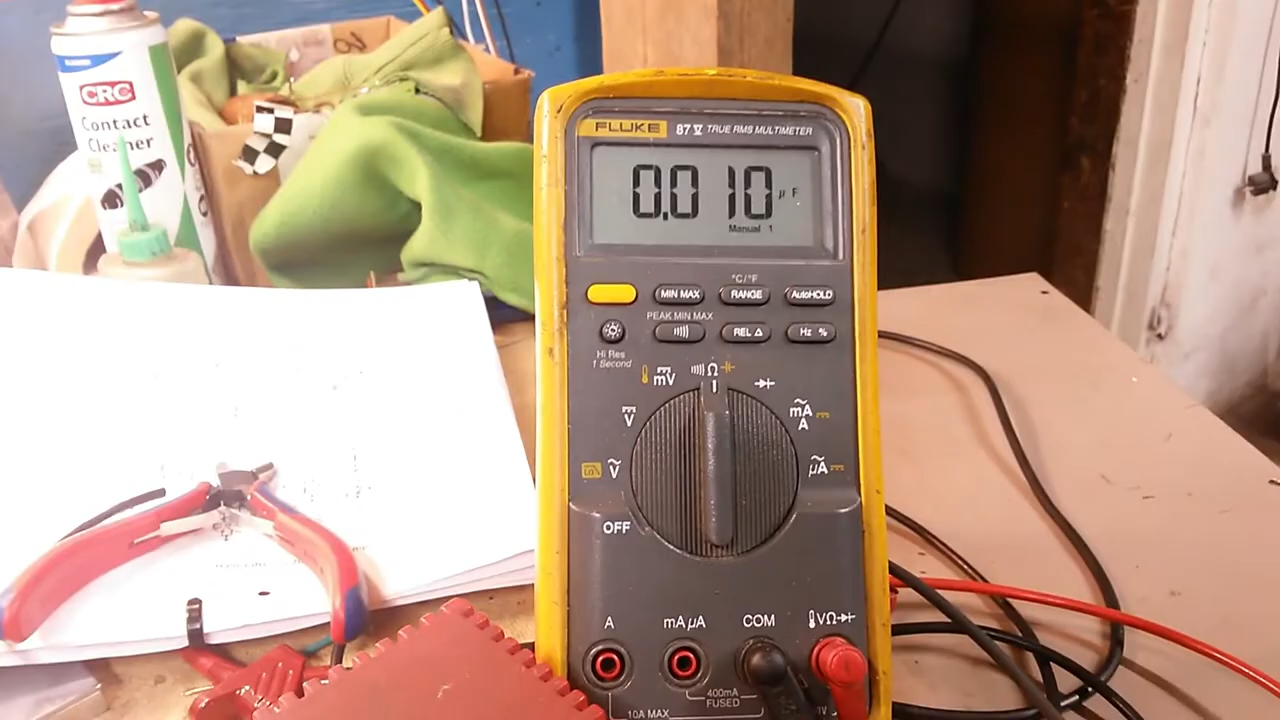 CRC
Contact
Cleaner
FLUKE 87 V TRUE RMS MULTIMETER
0.010 µF
Manual 1
°C/°F
MIN MAX RANGE AutoHOLD
PEAK MIN MAX
REL Δ Hz %
Hi Res
1 Second
mV Ω
V mA
A
V µA
OFF
A mA µA COM VΩ
400mA
FUSED
10A MAX